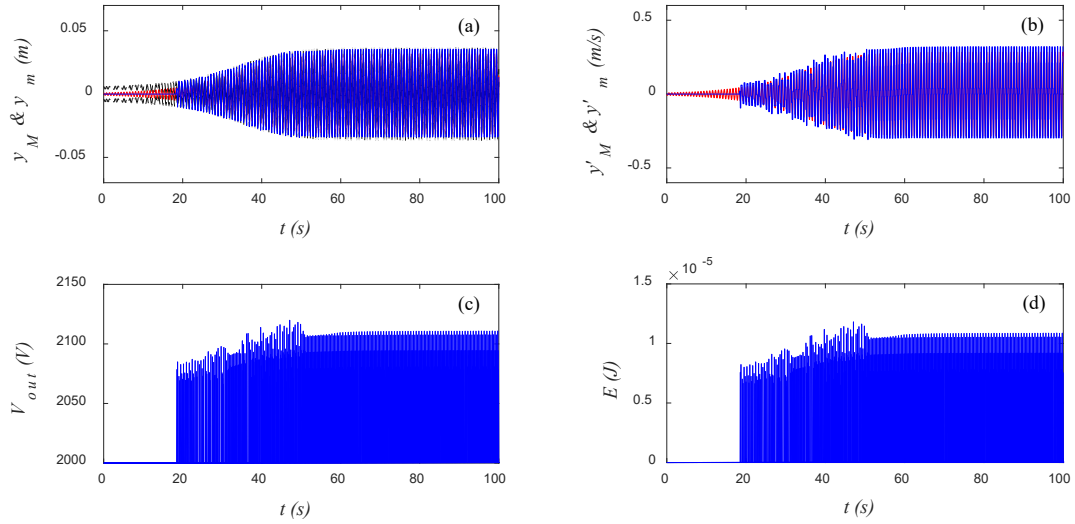 (a)
0.05
0
-0.05
y M & y m (m)
0 20 40 60 80 100
t (s)
(b)
0.5
0
-0.5
y' M & y' m (m/s)
0 20 40 60 80 100
t (s)
(c)
2150
2100
2050
2000
V out (V)
0 20 40 60 80 100
t (s)
× 10 -5
(d)
1.5
1
0.5
0
E (J)
0 20 40 60 80 100
t (s)